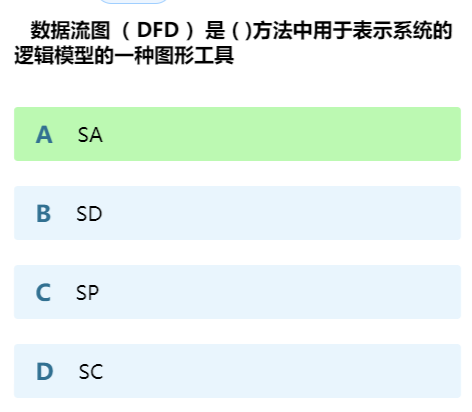 数据流图（DFD）是( )方法中用于表示系统的
逻辑模型的一种图形工具
A SA
B SD
C SP
D SC